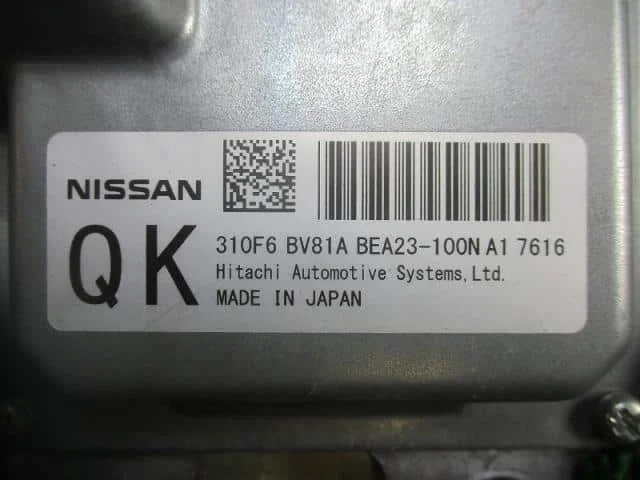 NISSAN
QK
310F6 BV81A BEA23-100N A1 7616
Hitachi Automotive Systems,Ltd.
MADE IN JAPAN